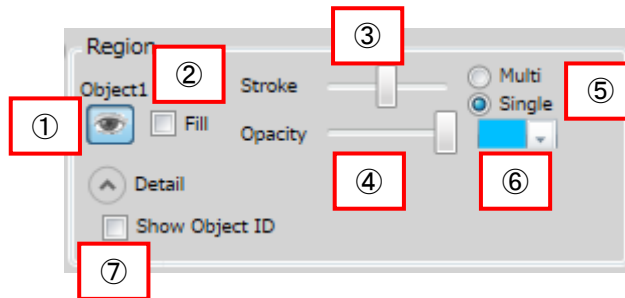 Region
③
②
Object1
Stroke
Multi
⑤
①
Fill
Single
Opacity
④
⑥
Detail
Show Object ID
⑦